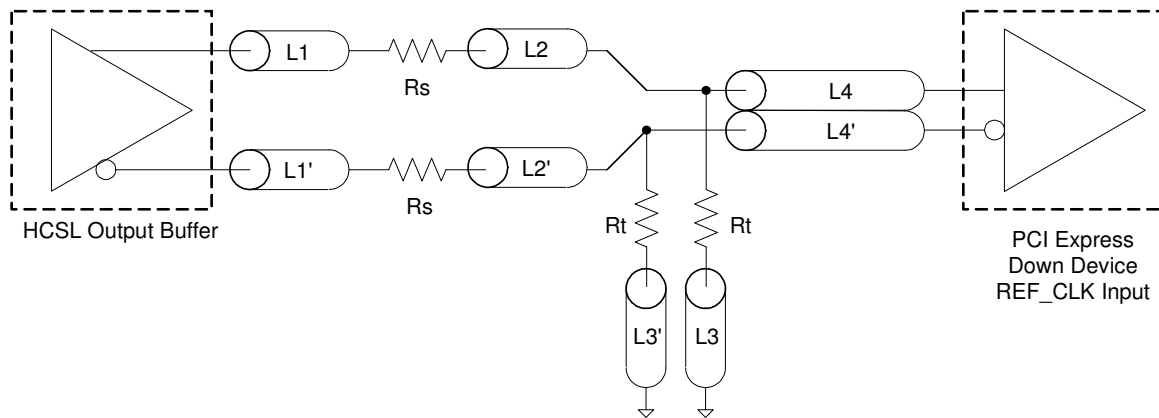 L1
Rs
L2
L4
L4'
L1'
Rs
L2'
HCSL Output Buffer
Rt
Rt
L3'
L3
PCI Express
Down Device
REF_CLK Input